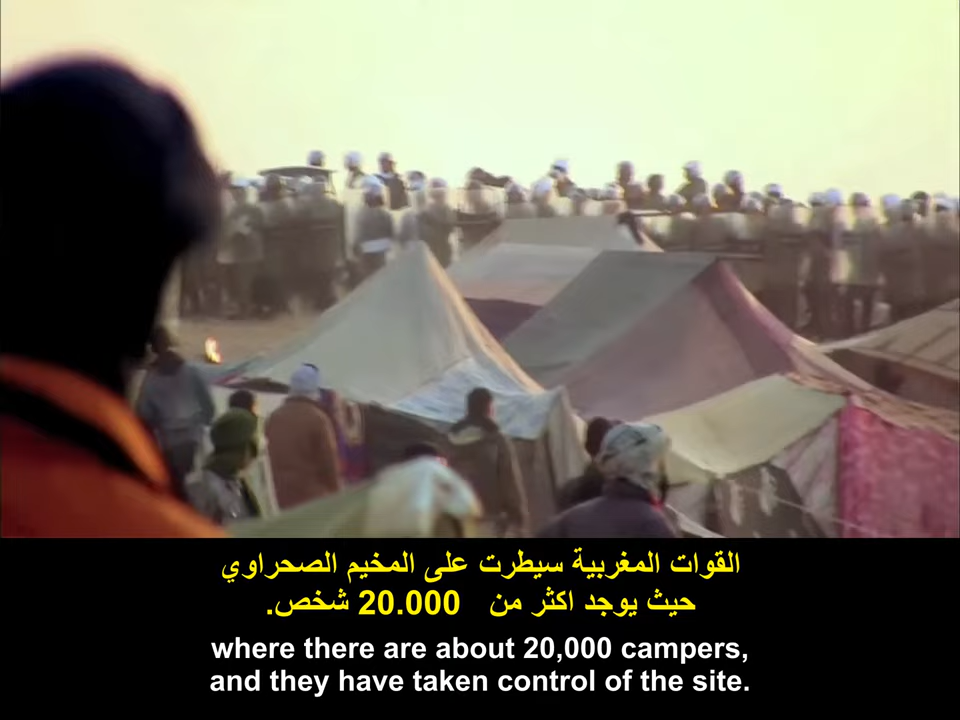 القوات المغربية سيطرت على المخيم الصحراوي
حيث يوجد اكثر من 20.000 شخص.
where there are about 20,000 campers,
and they have taken control of the site.